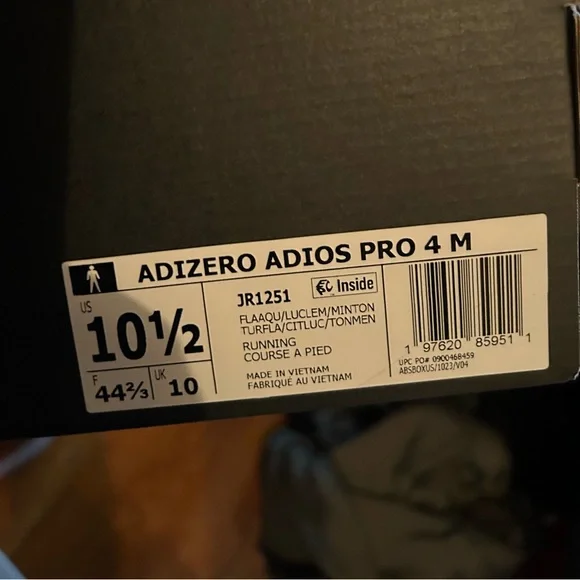 ADIZERO ADIOS PRO 4 M
US
10½
F
44⅔
UK
10
JR1251
Inside
FLAAQU/LUCLEM/MINTON
TURFLA/CITLUC/TONMEN
RUNNING
COURSE A PIED
MADE IN VIETNAM
FABRIQUÉ AU VIETNAM
1 97620 85951 1
UPC PO# 0900468459
ABSBOXUS/1023/V04